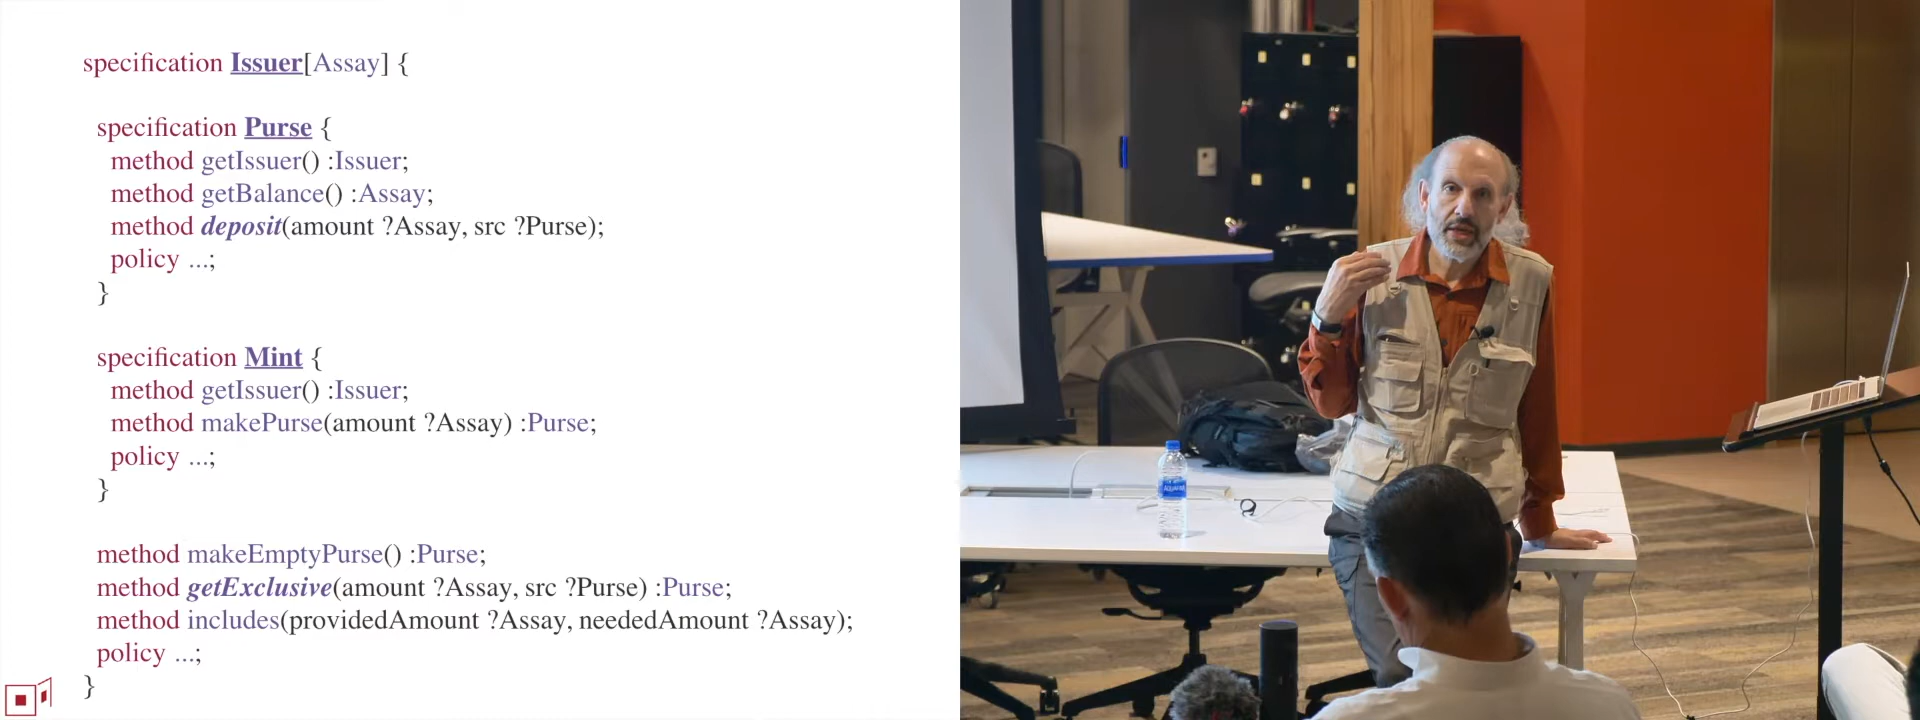 specification Issuer[Assay] {
specification Purse {
method getIssuer() :Issuer;
method getBalance() :Assay;
method deposit(amount ?Assay, src ?Purse);
policy ...;
}
specification Mint {
method getIssuer() :Issuer;
method makePurse(amount ?Assay) :Purse;
policy ...;
}
method makeEmptyPurse() :Purse;
method getExclusive(amount ?Assay, src ?Purse) :Purse;
method includes(providedAmount ?Assay, neededAmount ?Assay);
policy ...;
}
AQUAFINA